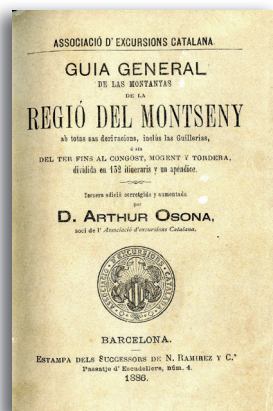 ASSOCIACIÓ D' EXCURSIONS CATALANA
GUIA GENERAL
DE LAS MONTANYAS
DE LA
REGIÓ DEL MONTSENY
ab totas sas derivacions, inclús las Guillerías,
ó sia
DEL TER FINS AL CONGOST, MOGENT Y TORDERA,
dividida en 152 itineraris y un apéndice.
Tercera edició corretgida y aumentada
per
D. ARTHUR OSONA,
soci de l' Associació d'excursions Catalana.
BARCELONA.
ESTAMPA DELS SUCCESSORS DE N. RAMIREZ Y C.ª
Passatje d' Escudellers, núm. 4.
1886.